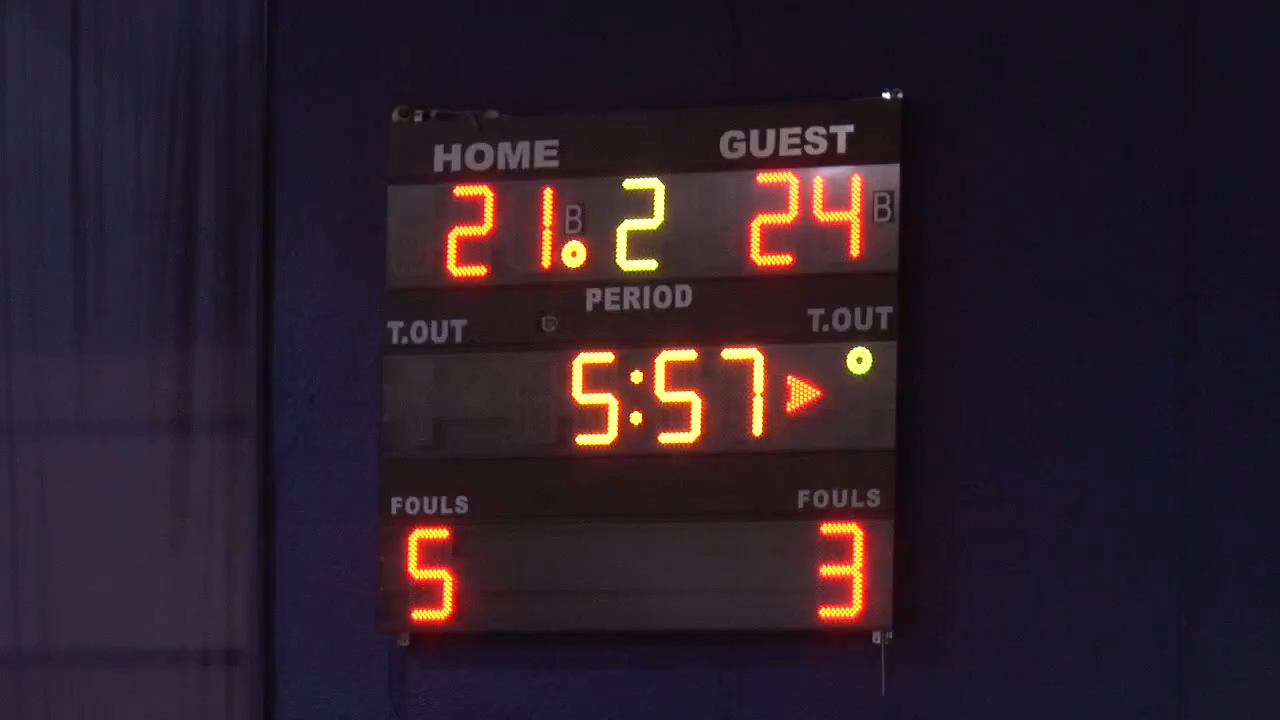 HOME GUEST
21 B 2 24 B
PERIOD
T.OUT T.OUT
5:57
FOULS FOULS
5 3